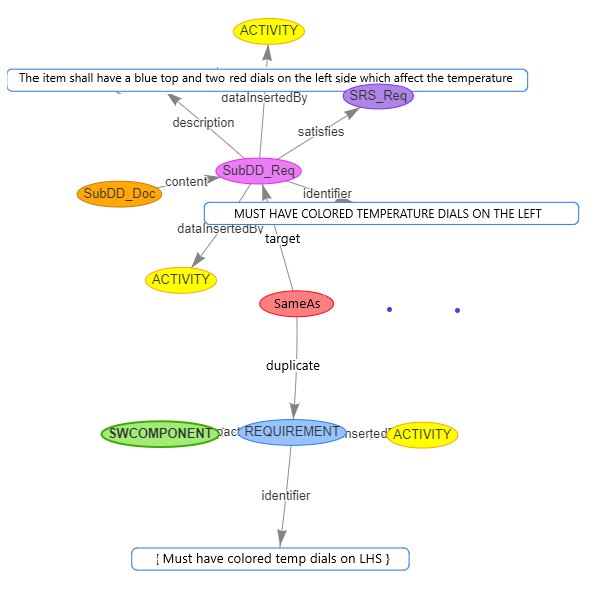 ACTIVITY
The item shall have a blue top and two red dials on the left side which affect the temperature
dataInsertedBy
SRS_Req
description
satisfies
SubDD_Req
content
SubDD_Doc
identifier
MUST HAVE COLORED TEMPERATURE DIALS ON THE LEFT
dataInsertedBy
target
ACTIVITY
SameAs
duplicate
SWCOMPONENT
REQUIREMENT
ACTIVITY
identifier
{ Must have colored temp dials on LHS }